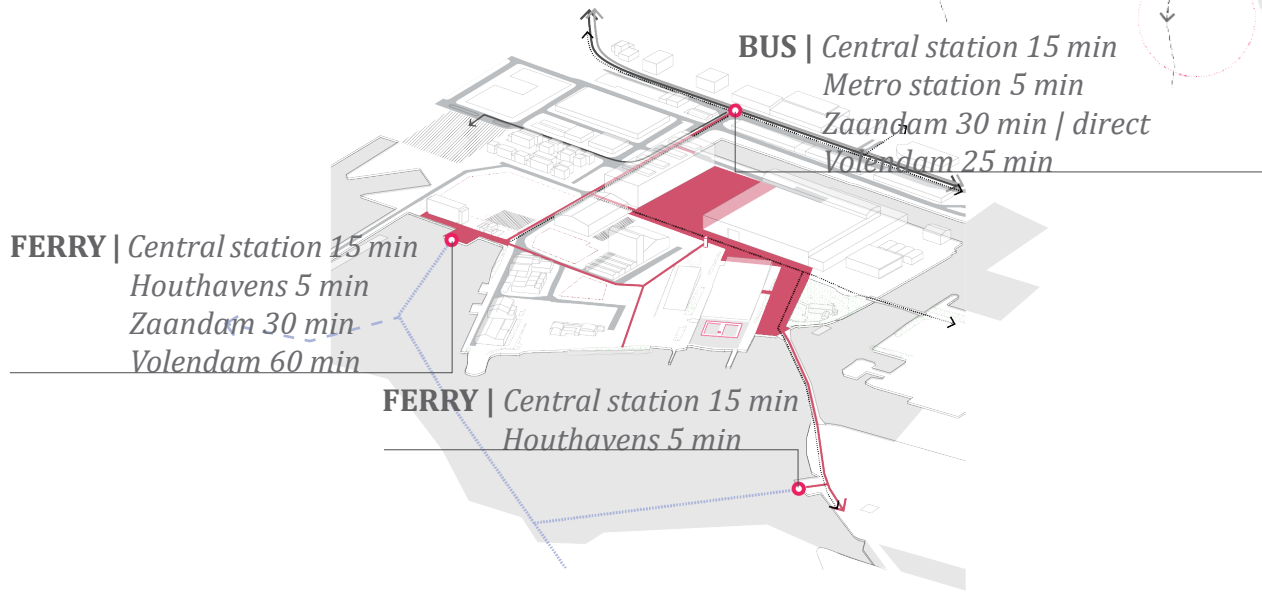 BUS | Central station 15 min
Metro station 5 min
Zaandam 30 min | direct
Volendam 25 min
FERRY | Central station 15 min
Houthavens 5 min
Zaandam 30 min
Volendam 60 min
FERRY | Central station 15 min
Houthavens 5 min